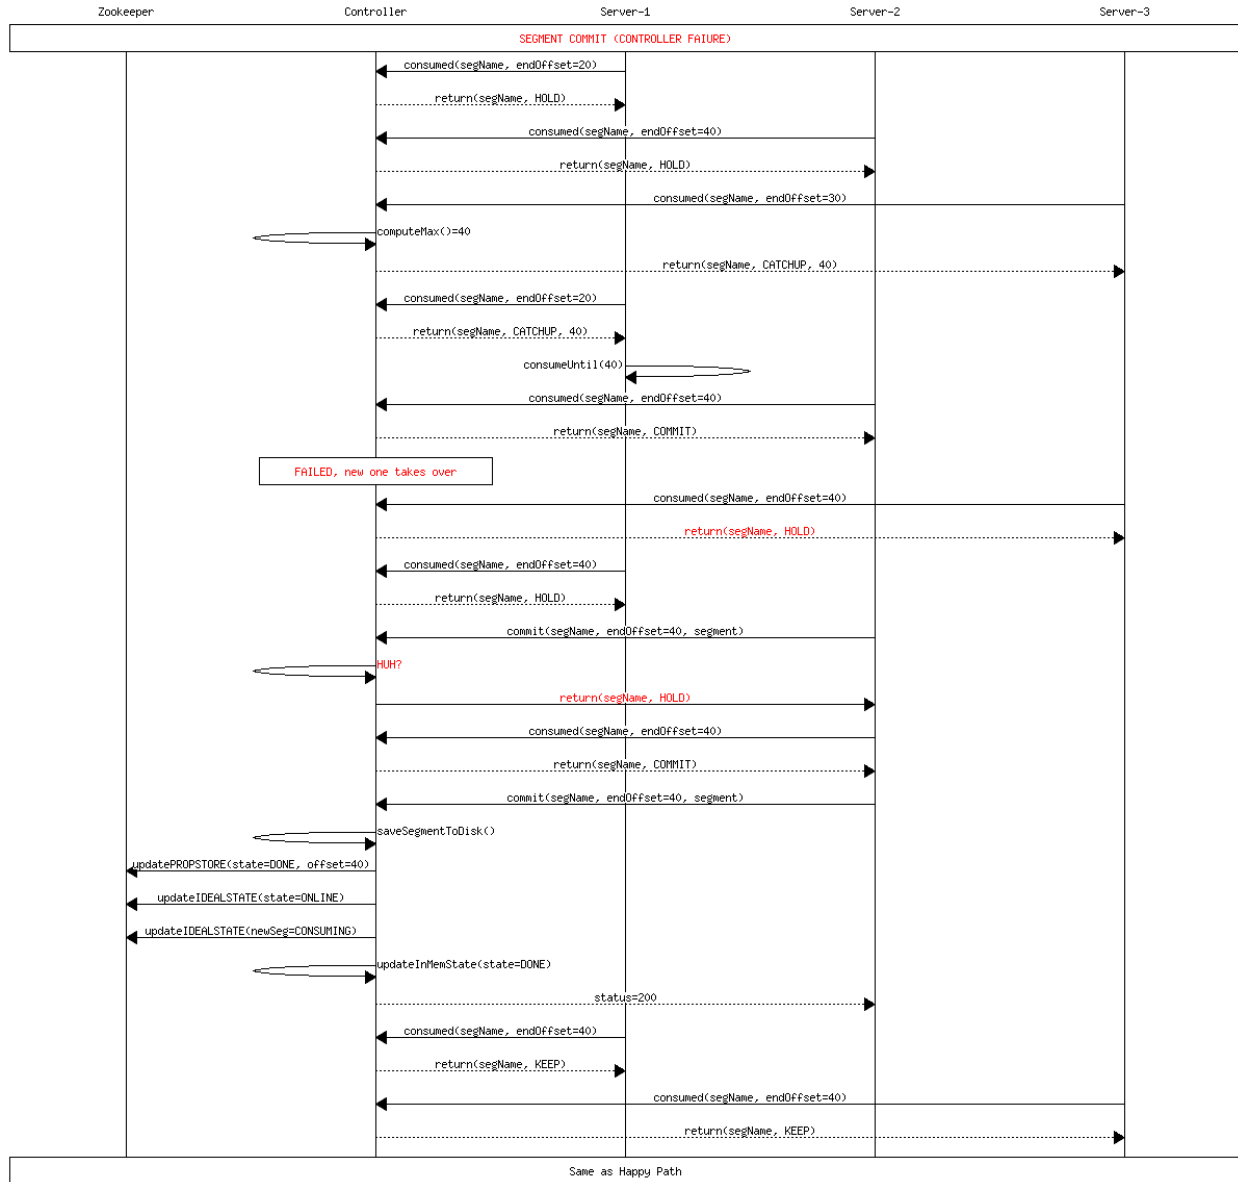 Zookeeper Controller Server-1 Server-2 Server-3
SEGMENT COMMIT (CONTROLLER FAIURE)
consumed(segName, endOffset=20)
return(segName, HOLD)
consumed(segName, endOffset=40)
return(segName, HOLD)
consumed(segName, endOffset=30)
computeMax()=40
return(segName, CATCHUP, 40)
consumed(segName, endOffset=20)
return(segName, CATCHUP, 40)
consumeUntil(40)
consumed(segName, endOffset=40)
return(segName, COMMIT)
FAILED, new one takes over
consumed(segName, endOffset=40)
return(segName, HOLD)
consumed(segName, endOffset=40)
return(segName, HOLD)
commit(segName, endOffset=40, segment)
HUH?
return(segName, HOLD)
consumed(segName, endOffset=40)
return(segName, COMMIT)
commit(segName, endOffset=40, segment)
saveSegmentToDisk()
updatePROPSTORE(state=DONE, offset=40)
updateIDEALSTATE(state=ONLINE)
updateIDEALSTATE(newSeg=CONSUMING)
updateInMemState(state=DONE)
status=200
consumed(segName, endOffset=40)
return(segName, KEEP)
consumed(segName, endOffset=40)
return(segName, KEEP)
Same as Happy Path